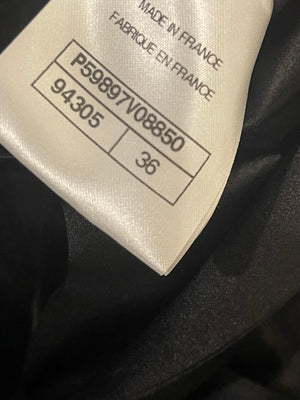 MADE IN FRANCE
FABRIQUE EN FRANCE
P59897V08850
94305 36